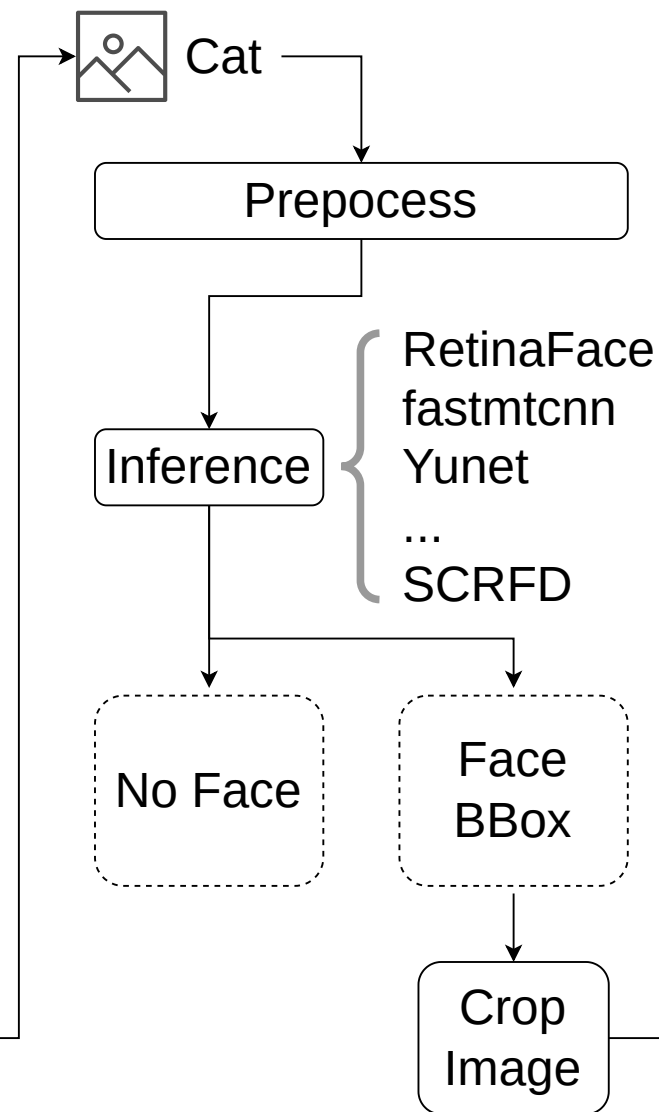 Cat
Prepocess
RetinaFace
fastmtcnn
Inference
Yunet
...
SCRFD
No Face
Face
BBox
Crop
Image